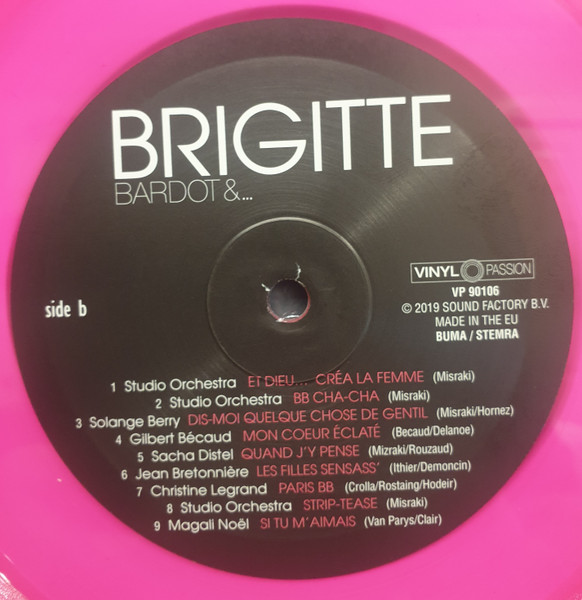 BRIGITTE
BARDOT &...
VINYL PASSION
VP 90106
© 2019 SOUND FACTORY B.V.
MADE IN THE EU
BUMA / STEMRA
side b
1 Studio Orchestra ET DIEU... CRÉA LA FEMME (Misraki)
2 Studio Orchestra BB CHA-CHA (Misraki)
3 Solange Berry DIS-MOI QUELQUE CHOSE DE GENTIL (Misraki/Hornez)
4 Gilbert Bécaud MON COEUR ÉCLATÉ (Becaud/Delanoe)
5 Sacha Distel QUAND J'Y PENSE (Mizraki/Rouzaud)
6 Jean Bretonnière LES FILLES SENSASS' (Ithier/Demoncin)
7 Christine Legrand PARIS BB (Crolla/Rostaing/Hodeir)
8 Studio Orchestra STRIP-TEASE (Misraki)
9 Magali Noël SI TU M'AIMAIS (Van Parys/Clair)